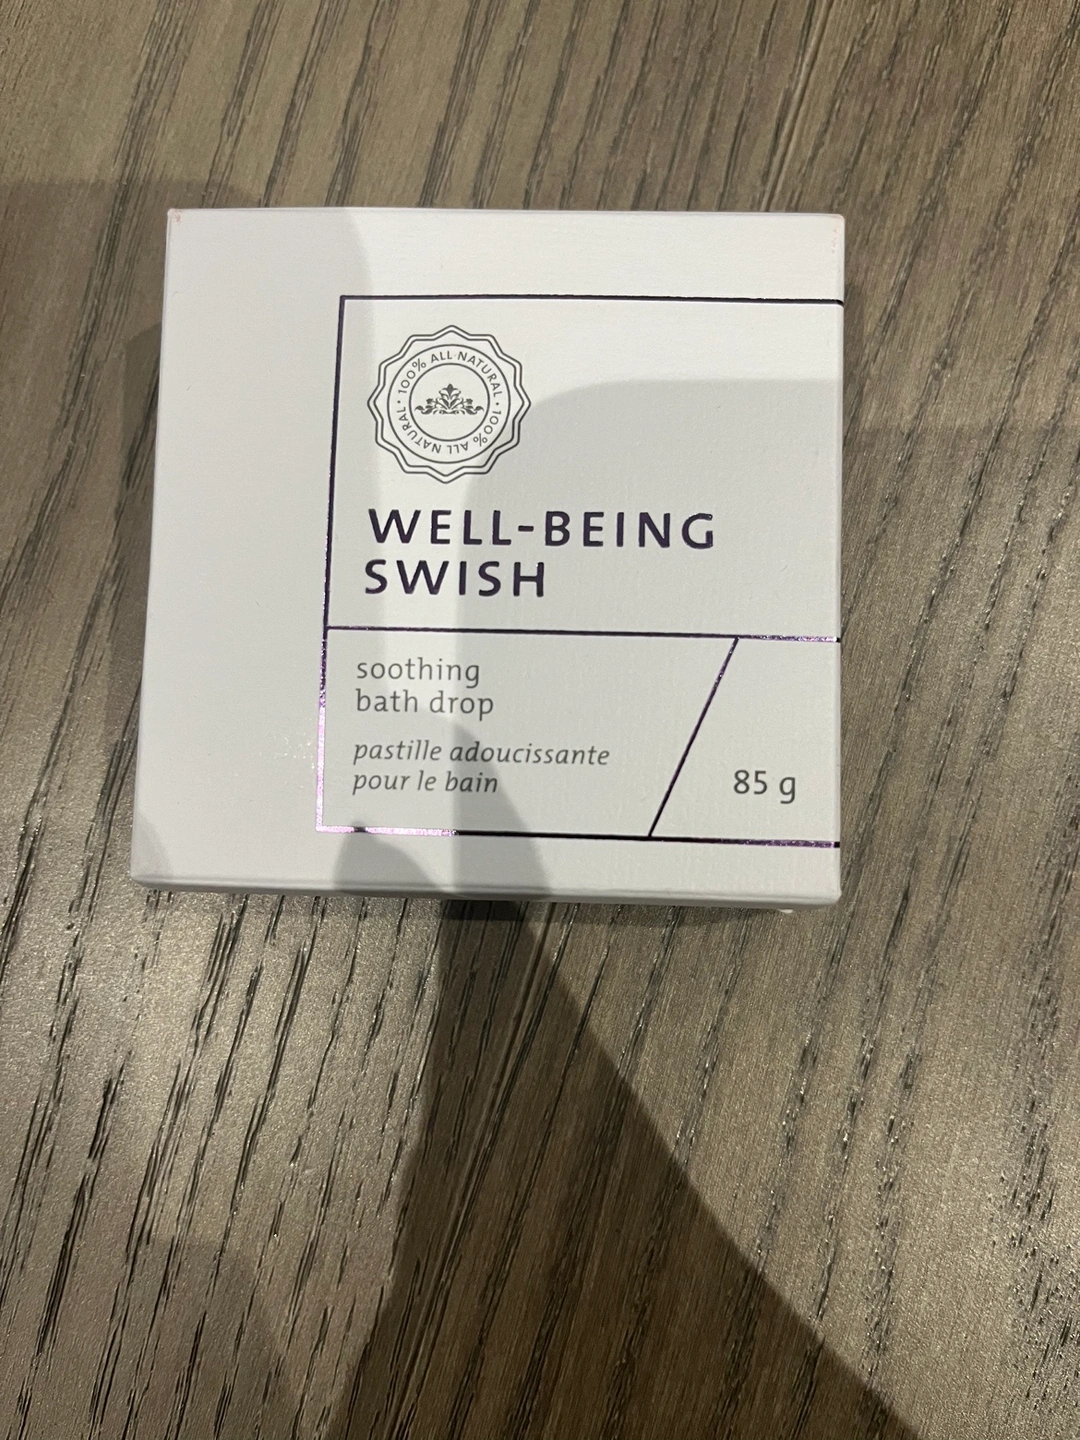 100% ALL NATURAL · 100% ALL NATURAL ·
WELL-BEING
SWISH
soothing
bath drop
pastille adoucissante
pour le bain
85 g